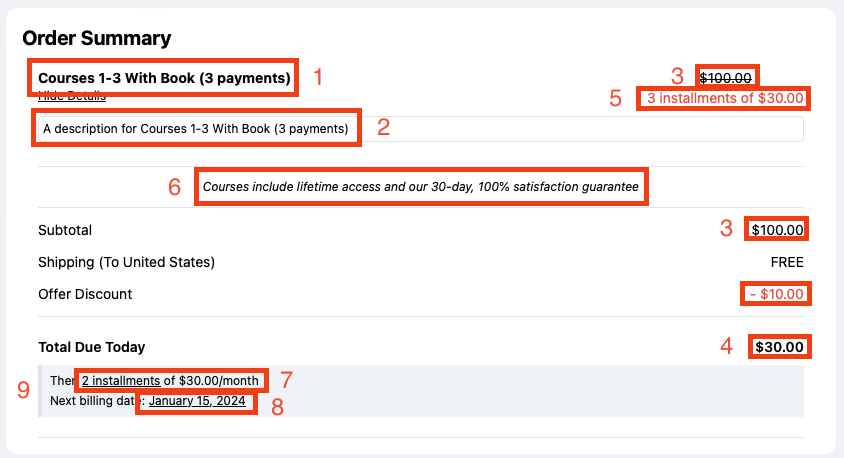 Order Summary
Courses 1-3 With Book (3 payments) 1 3 $100.00
Hide Details 5 3 installments of $30.00
A description for Courses 1-3 With Book (3 payments) 2
6 Courses include lifetime access and our 30-day, 100% satisfaction guarantee
Subtotal 3 $100.00
Shipping (To United States) FREE
Offer Discount - $10.00
Total Due Today 4 $30.00
Then 2 installments of $30.00/month 7
9
Next billing date: January 15, 2024 8